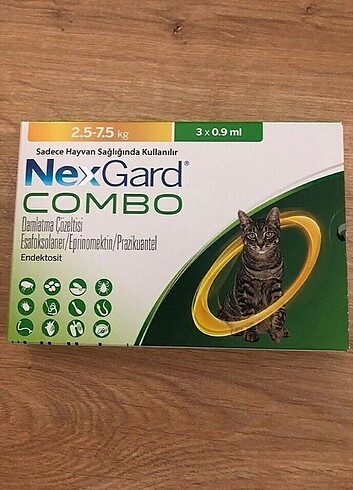 2.5-7.5 kg
3 x 0.9 ml
Sadece Hayvan Sağlığında Kullanılır
NexGard®
COMBO
Damlatma Çözeltisi
Esafoksolaner/Eprinomektin/Prazikuantel
Endektosit